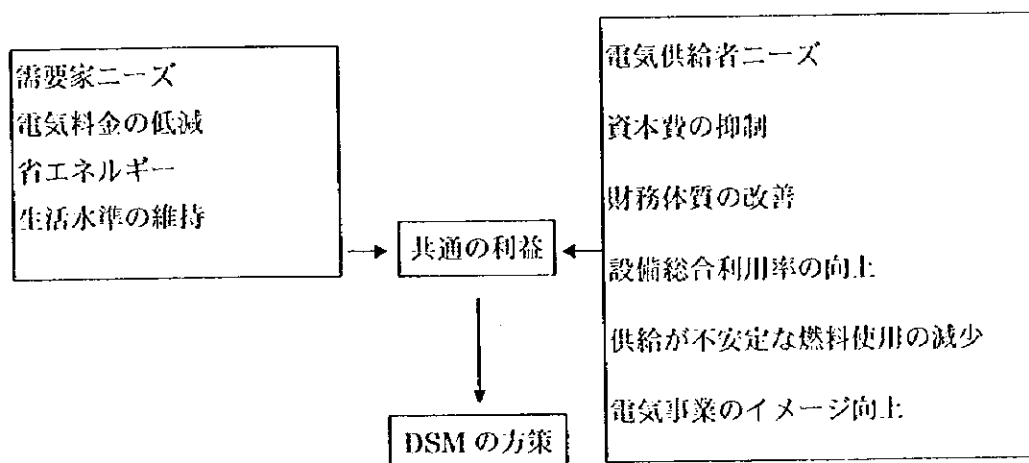 需要家ニーズ
電気料金の低減
省エネルギー
生活水準の維持
共通の利益
DSMの方策
電気供給者ニーズ
資本費の抑制
財務体質の改善
設備総合利用率の向上
供給が不安定な燃料使用の減少
電気事業のイメージ向上